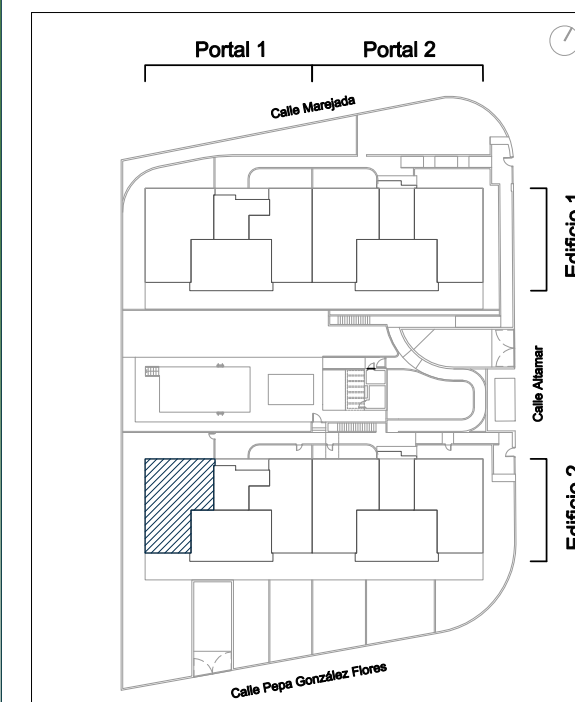 Portal 1
Portal 2
Calle Marejada
Edificio 1
Calle Altamar
Edificio 2
Calle Pepa González Flores